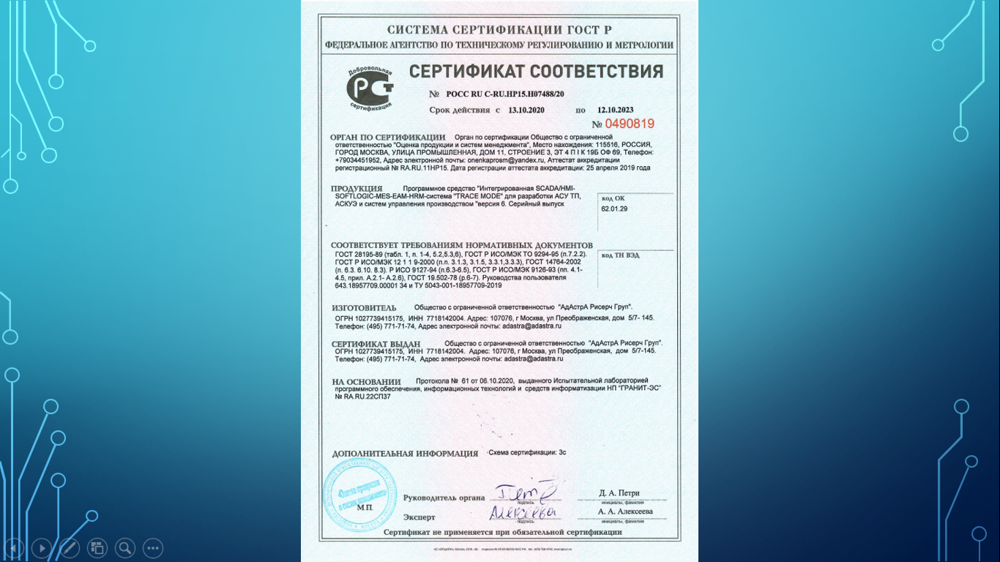 СИСТЕМА СЕРТИФИКАЦИИ ГОСТ Р
ФЕДЕРАЛЬНОЕ АГЕНТСТВО ПО ТЕХНИЧЕСКОМУ РЕГУЛИРОВАНИЮ И МЕТРОЛОГИИ
Добровольная
сертификация
СЕРТИФИКАТ СООТВЕТСТВИЯ
№ РОСС RU C-RU.HP15.H07488/20
Срок действия с 13.10.2020 по 12.10.2023
№ 0490819
ОРГАН ПО СЕРТИФИКАЦИИ Орган по сертификации Общество с ограниченной
ответственностью "Оценка продукции и систем менеджмента", Место нахождения: 115516, РОССИЯ,
ГОРОД МОСКВА, УЛИЦА ПРОМЫШЛЕННАЯ, ДОМ 11, СТРОЕНИЕ 3, ЭТ 4 П I К 19Б ОФ 69, Телефон:
+79034451952, Адрес электронной почты: onenkaprosm@yandex.ru, Аттестат аккредитации
регистрационный № RA.RU.11HP15. Дата регистрации аттестата аккредитации: 25 апреля 2019 года
ПРОДУКЦИЯ Программное средство "Интегрированная SCADA/HMI-
SOFTLOGIC-MES-EAM-HRM-система "TRACE MODE" для разработки АСУ ТП,
АСКУЭ и систем управления производством "версия 6. Серийный выпуск
код ОК
62.01.29
СООТВЕТСТВУЕТ ТРЕБОВАНИЯМ НОРМАТИВНЫХ ДОКУМЕНТОВ
ГОСТ 28195-89 (табл. 1, п. 1-4, 5.2,5.3,6), ГОСТ Р ИСО/МЭК ТО 9294-95 (п.7.2.2).
ГОСТ Р ИСО/МЭК 12 1 1 9-2000 (п.п. 3.1.3, 3.1.5, 3.3.1,3.3.3), ГОСТ 14764-2002
(п. 6.3. 6.10. 8.3). Р ИСО 9127-94 (п.6.3-6.5), ГОСТ Р ИСО/МЭК 9126-93 (пп. 4.1-
4.5, прил. А.2.1- А.2.6), ГОСТ 19.502-78 (р.6-7). Руководства пользователя
643.18957709.00001 34 и ТУ 5043-001-18957709-2019
код ТН ВЭД
ИЗГОТОВИТЕЛЬ Общество с ограниченной ответственностью "АдАстрА Рисерч Груп".
ОГРН 1027739415175, ИНН 7718142004. Адрес: 107076, г Москва, ул Преображенская, дом 5/7- 145.
Телефон: (495) 771-71-74, Адрес электронной почты: adastra@adastra.ru
СЕРТИФИКАТ ВЫДАН Общество с ограниченной ответственностью "АдАстрА Рисерч Груп".
ОГРН 1027739415175, ИНН 7718142004. Адрес: 107076, г Москва, ул Преображенская, дом 5/7-145.
Телефон: (495) 771-71-74, Адрес электронной почты: adastra@adastra.ru
НА ОСНОВАНИИ Протокола № 61 от 06.10.2020, выданного Испытательной лабораторией
программного обеспечения, информационных технологий и средств информатизации НП "ГРАНИТ-ЭС"
№ RA.RU.22СП37
ДОПОЛНИТЕЛЬНАЯ ИНФОРМАЦИЯ Схема сертификации: 3с
«Оценка продукции
и систем менеджмента»
М П
Руководитель органа Петр Д. А. Петри
подпись инициалы, фамилия
Эксперт Алексеева А. А. Алексеева
подпись инициалы, фамилия
Сертификат не применяется при обязательной сертификации